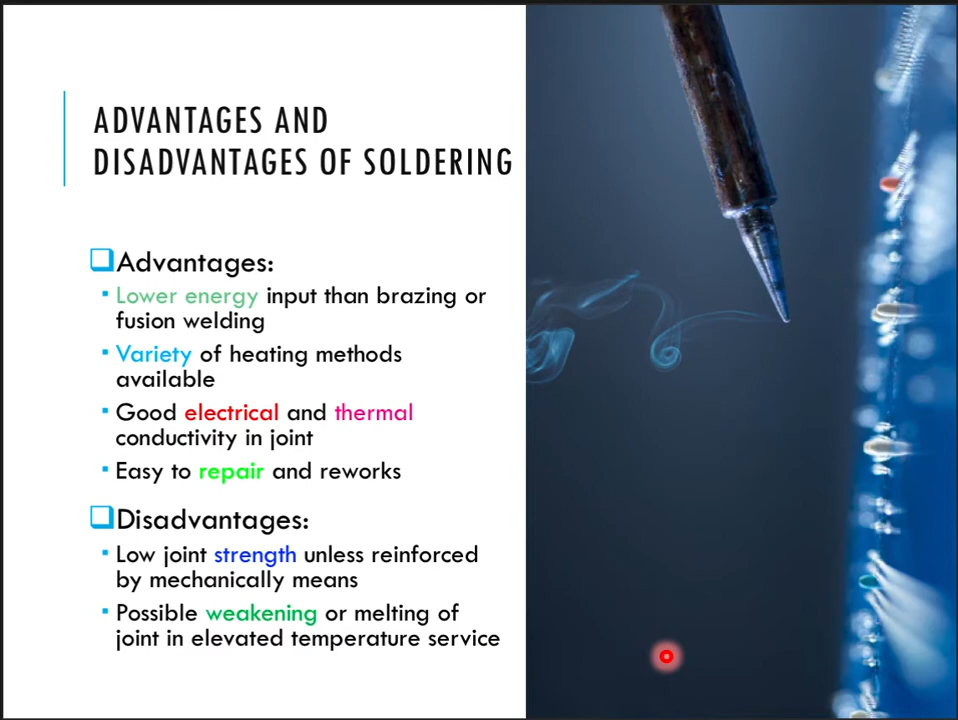 ADVANTAGES AND
DISADVANTAGES OF SOLDERING
Advantages:
Lower energy input than brazing or
fusion welding
Variety of heating methods
available
Good electrical and thermal
conductivity in joint
Easy to repair and reworks
Disadvantages:
Low joint strength unless reinforced
by mechanically means
Possible weakening or melting of
joint in elevated temperature service